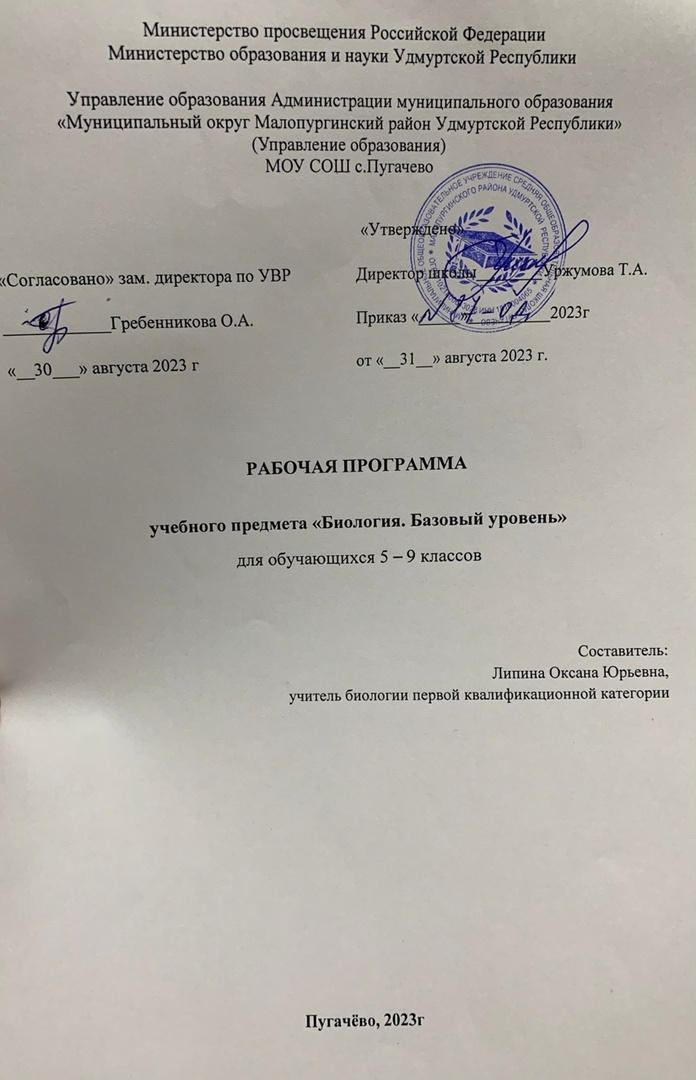 Министерство просвещения Российской Федерации
Министерство образования и науки Удмуртской Республики
Управление образования Администрации муниципального образования
«Муниципальный округ Малопургинский район Удмуртской Республики»
(Управление образования)
МОУ СОШ с.Пугачево
«Утверждено»
«Согласовано» зам. директора по УВР
Директор школы Уржумова Т.А.
____________Гребенникова О.А.
Приказ « 2023г
«__30___» августа 2023 г
от «__31__» августа 2023 г.
РАБОЧАЯ ПРОГРАММА
учебного предмета «Биология. Базовый уровень»
для обучающихся 5 – 9 классов
Составитель:
Липина Оксана Юрьевна,
учитель биологии первой квалификационной категории
Пугачёво, 2023г